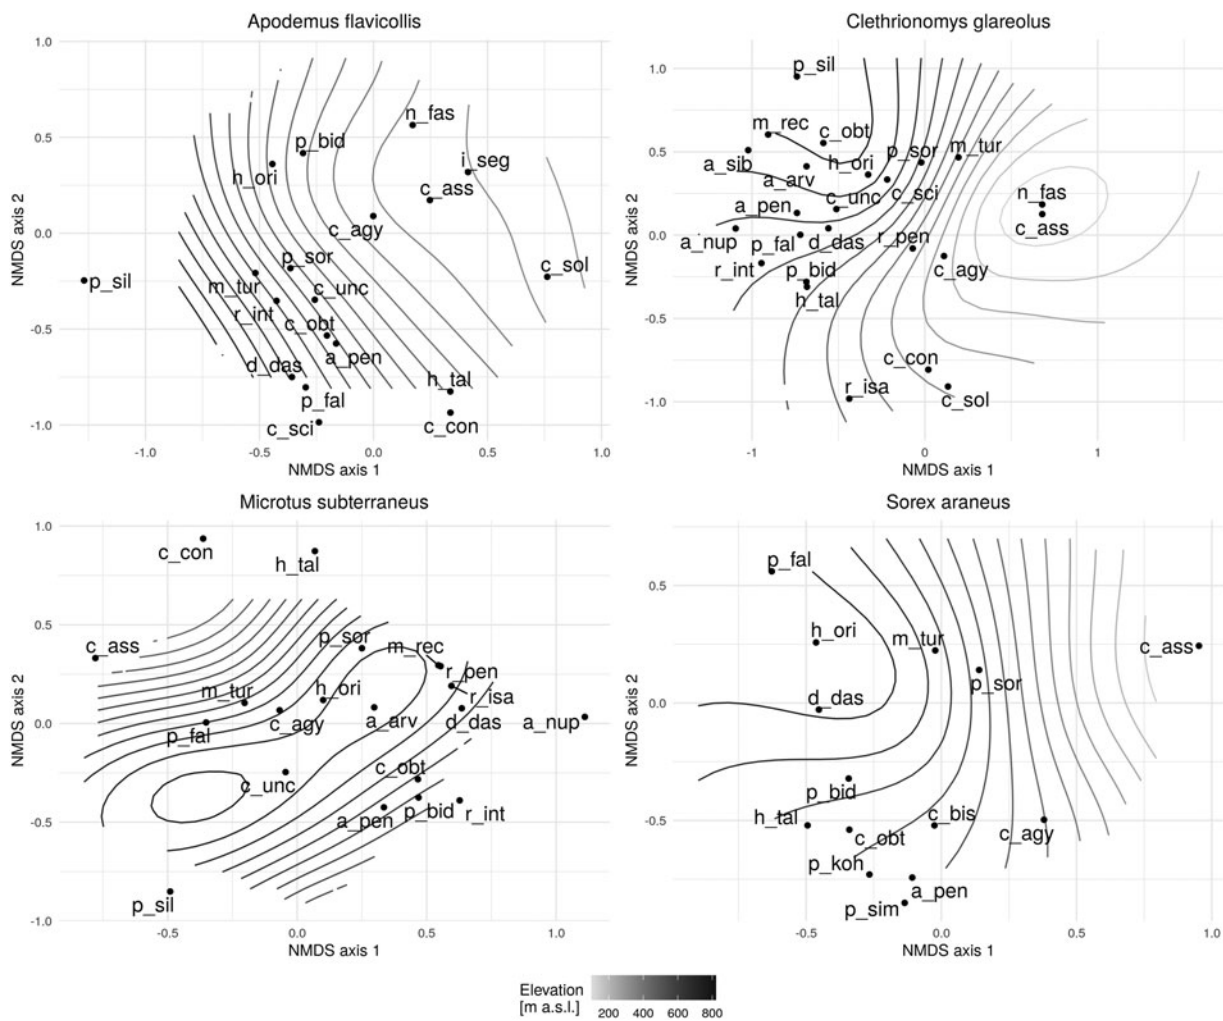 Apodemus flavicollis
1.0
0.5
0.0
-0.5
-1.0
NMDS axis 2
n_fas
p_bid
i_seg
h_ori
c_ass
c_agy
p_sor
c_sol
p_sil
m_tur
c_unc
r_int
c_obt
a_pen
d_das
h_tal
p_fal
c_sci
c_con
-1.0 -0.5 0.0 0.5 1.0
NMDS axis 1
Clethrionomys glareolus
1.0
0.5
0.0
-0.5
-1.0
NMDS axis 2
p_sil
m_rec
c_obt
p_sor
m_tur
a_sib
h_ori
a_arv
c_unc
c_sci
n_fas
a_pen
c_ass
a_nup
p_fal
d_das
r_pen
r_int
p_bid
c_agy
h_tal
c_con
r_isa
c_sol
-1 0 1
NMDS axis 1
Microtus subterraneus
1.0
0.5
0.0
-0.5
-1.0
NMDS axis 2
c_con
h_tal
c_ass
p_sor
m_rec
r_pen
m_tur
h_ori
r_isa
p_fal
c_agy
a_arv
d_das
a_nup
c_unc
c_obt
a_pen
p_bid
r_int
p_sil
-0.5 0.0 0.5 1.0
NMDS axis 1
Sorex araneus
0.5
0.0
-0.5
NMDS axis 2
p_fal
h_ori
m_tur
c_ass
p_sor
d_das
p_bid
h_tal
c_bis
c_obt
c_agy
p_koh
a_pen
p_sim
-0.5 0.0 0.5 1.0
NMDS axis 1
Elevation
[m a.s.l.]
200 400 600 800